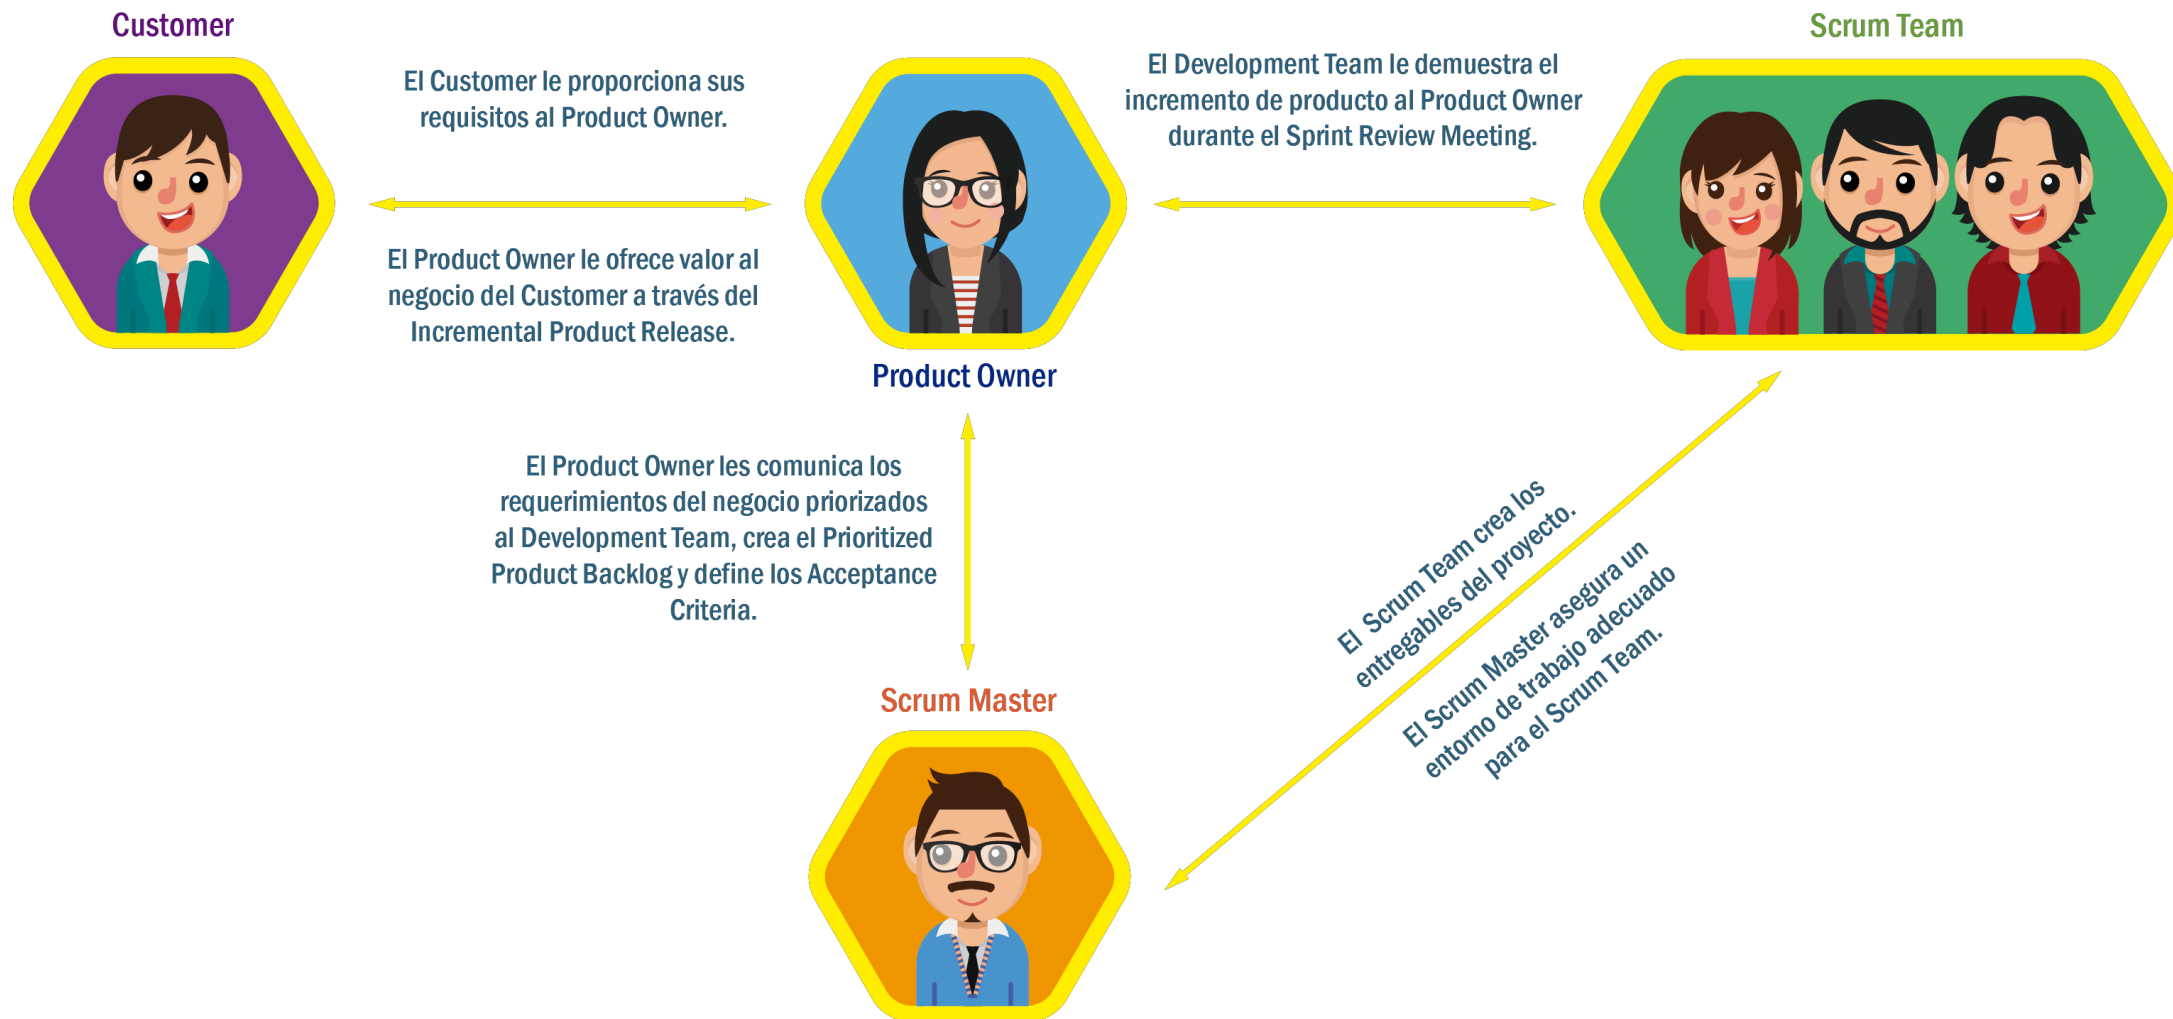 Customer
El Customer le proporciona sus
requisitos al Product Owner.
El Product Owner le ofrece valor al
negocio del Customer a través del
Incremental Product Release.
Product Owner
El Development Team le demuestra el
incremento de producto al Product Owner
durante el Sprint Review Meeting.
Scrum Team
El Product Owner les comunica los
requerimientos del negocio priorizados
al Development Team, crea el Prioritized
Product Backlog y define los Acceptance
Criteria.
El Scrum Team crea los
entregables del proyecto.
El Scrum Master asegura un
entorno de trabajo adecuado
para el Scrum Team.
Scrum Master